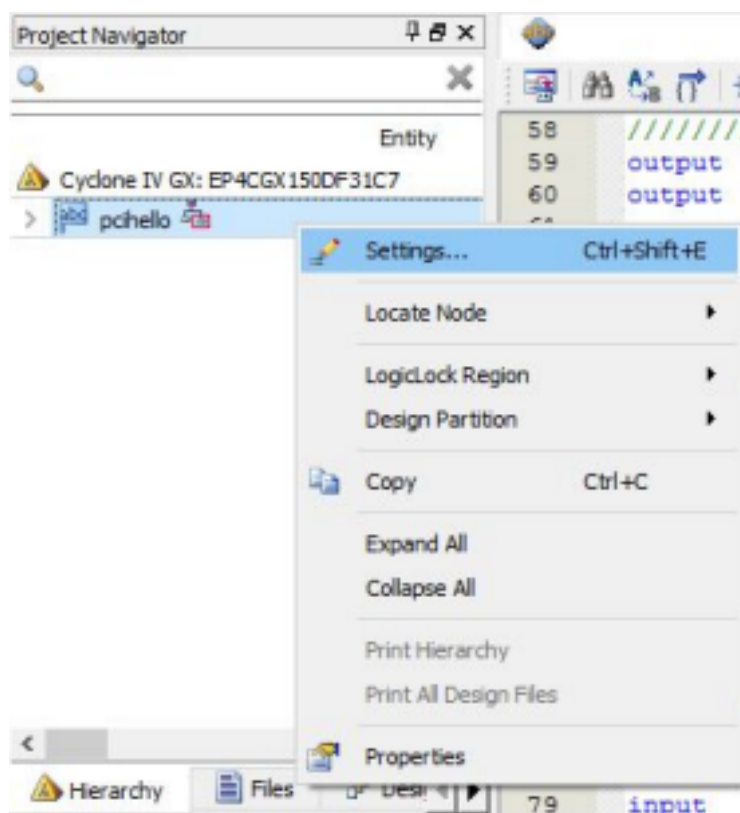 Project Navigator
Entity
Cyclone IV GX: EP4CGX150DF31C7
abc pcihello
58 ///////
59 output
60 output
Settings... Ctrl+Shift+E
Locate Node
LogicLock Region
Design Partition
Copy Ctrl+C
Expand All
Collapse All
Print Hierarchy
Print All Design Files
Properties
Hierarchy Files
79 input